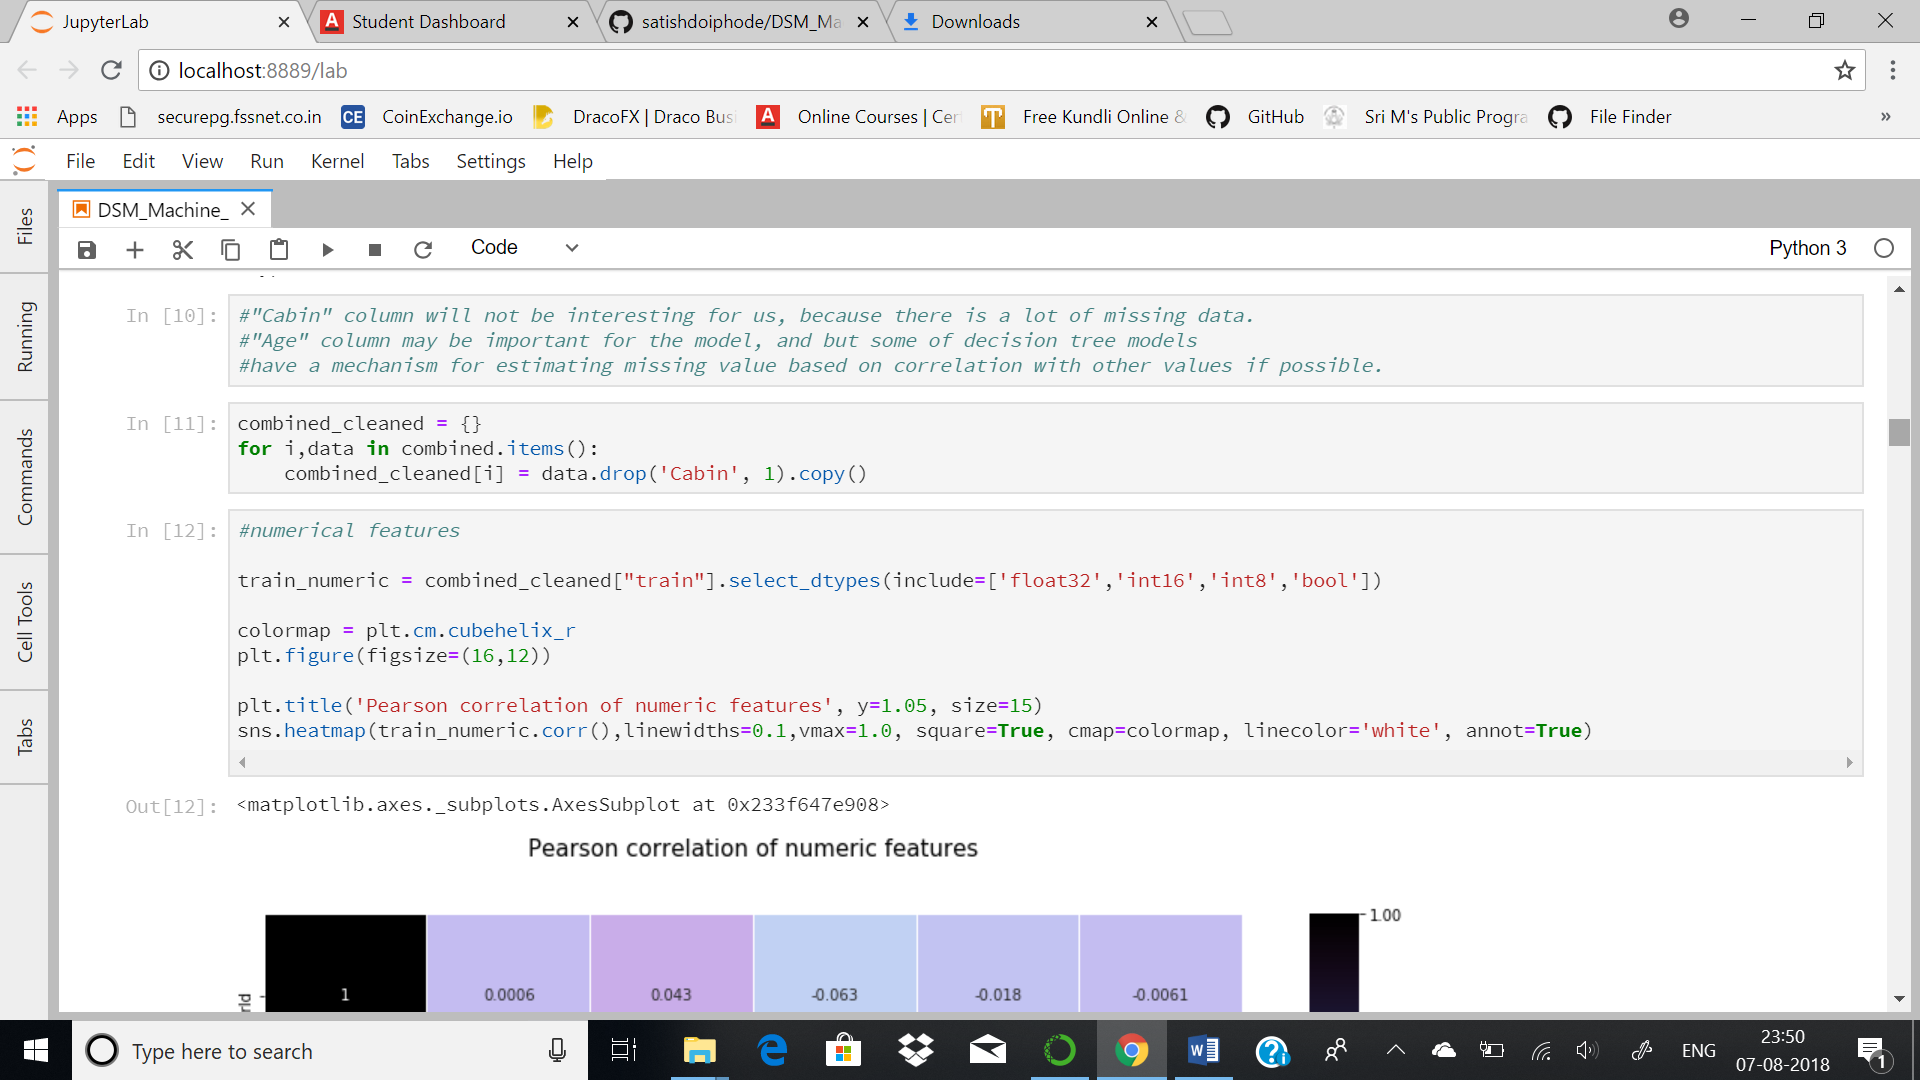 JupyterLab
Student Dashboard
satishdoiphode/DSM_Ma
Downloads
localhost:8889/lab
Apps
securepg.fssnet.co.in
CE
CoinExchange.io
DracoFX | Draco Busi
Online Courses | Cert
Free Kundli Online &
GitHub
Sri M's Public Progra
File Finder
»
File Edit View Run Kernel Tabs Settings Help
Files
Running
Commands
Cell Tools
Tabs
DSM_Machine_
Code
Python 3
In [10]:
#"Cabin" column will not be interesting for us, because there is a lot of missing data.
#"Age" column may be important for the model, and but some of decision tree models
#have a mechanism for estimating missing value based on correlation with other values if possible.
In [11]:
combined_cleaned = {}
for i,data in combined.items():
    combined_cleaned[i] = data.drop('Cabin', 1).copy()
In [12]:
#numerical features
train_numeric = combined_cleaned["train"].select_dtypes(include=['float32','int16','int8','bool'])
colormap = plt.cm.cubehelix_r
plt.figure(figsize=(16,12))
plt.title('Pearson correlation of numeric features', y=1.05, size=15)
sns.heatmap(train_numeric.corr(),linewidths=0.1,vmax=1.0, square=True, cmap=colormap, linecolor='white', annot=True)
Out[12]:
<matplotlib.axes._subplots.AxesSubplot at 0x233f647e908>
Pearson correlation of numeric features
1.00
1 0.0006 0.043 -0.063 -0.018 -0.0061
Type here to search
ENG
23:50
07-08-2018
1